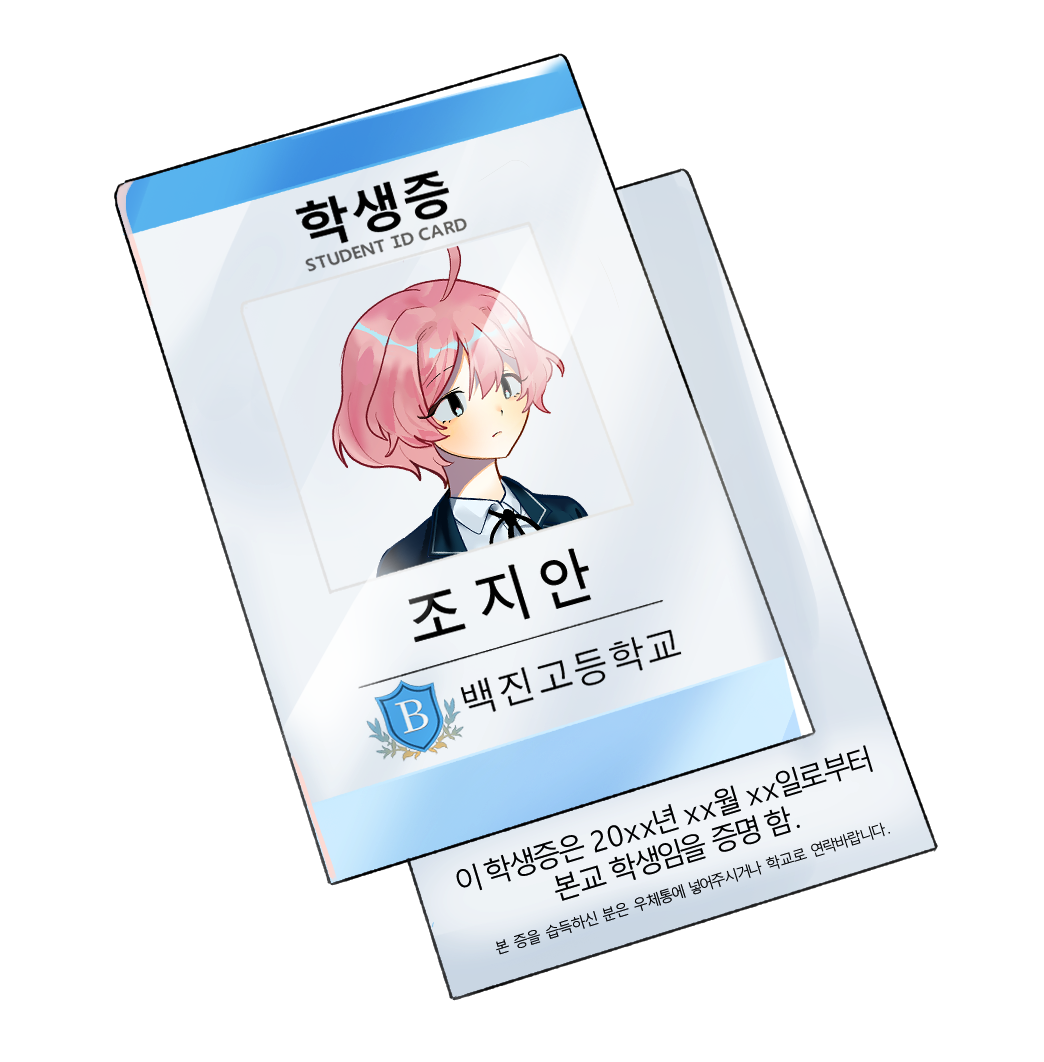 학생증
STUDENT ID CARD
조지안
B 백진고등학교
이 학생증은 20xx년 xx월 xx일로부터
본교 학생임을 증명 함.
본 증을 습득하신 분은 우체통에 넣어주시거나 학교로 연락바랍니다.